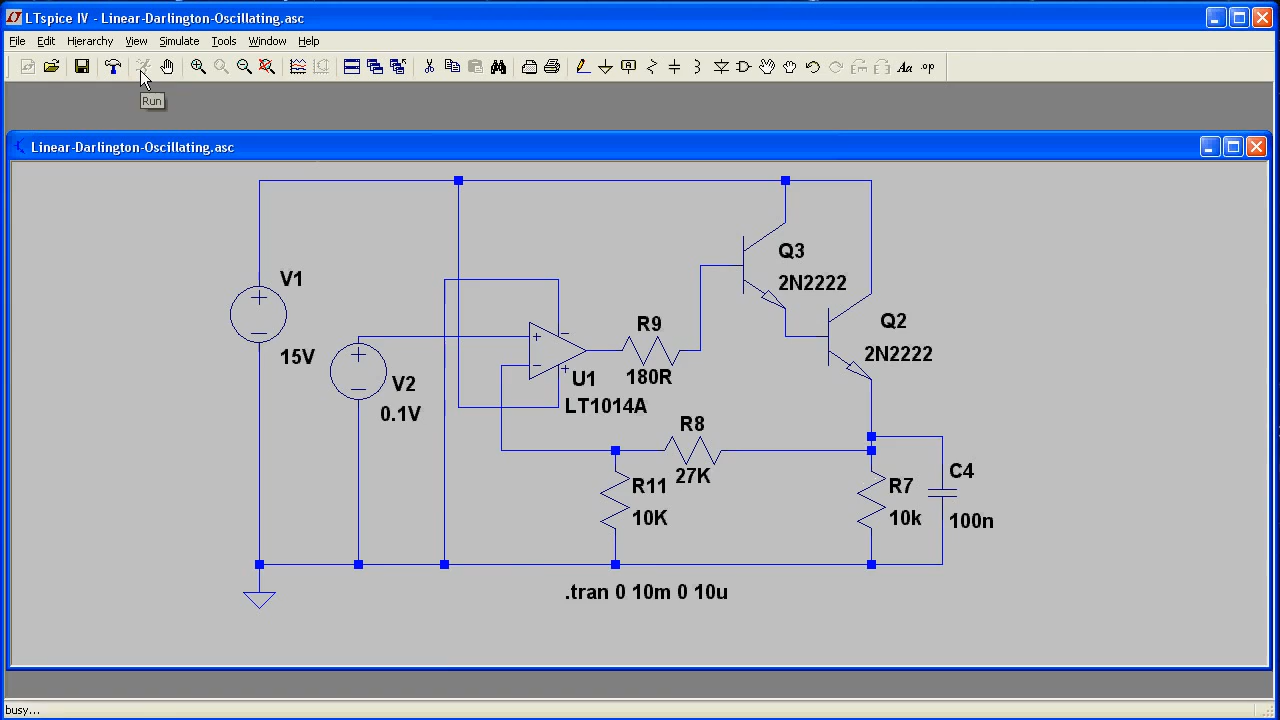 LTspice IV - Linear-Darlington-Oscillating.asc
File Edit Hierarchy View Simulate Tools Window Help
Aa .op
Run
Linear-Darlington-Oscillating.asc
V1
15V
V2
0.1V
U1
LT1014A
R9
180R
Q3
2N2222
Q2
2N2222
R8
27K
R11
10K
R7
10k
C4
100n
.tran 0 10m 0 10u
busy...